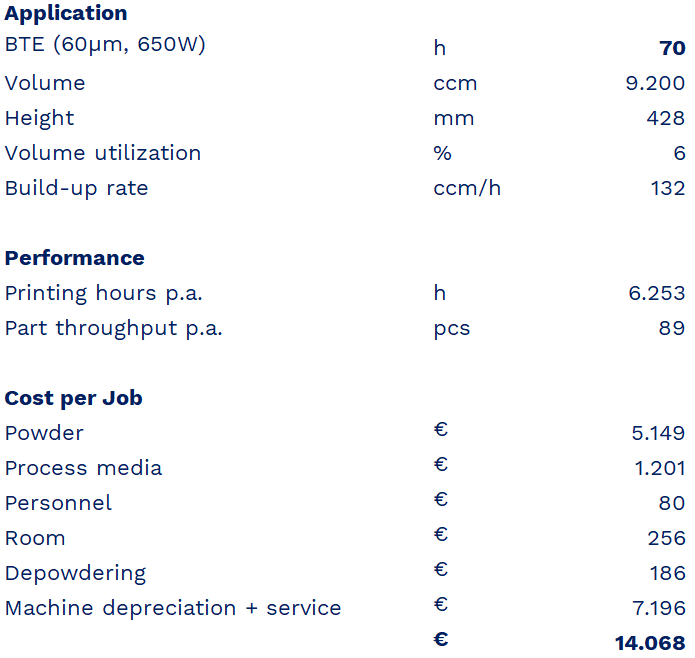 Application
BTE (60µm, 650W) h 70
Volume ccm 9.200
Height mm 428
Volume utilization % 6
Build-up rate ccm/h 132
Performance
Printing hours p.a. h 6.253
Part throughput p.a. pcs 89
Cost per Job
Powder € 5.149
Process media € 1.201
Personnel € 80
Room € 256
Depowdering € 186
Machine depreciation + service € 7.196
€ 14.068